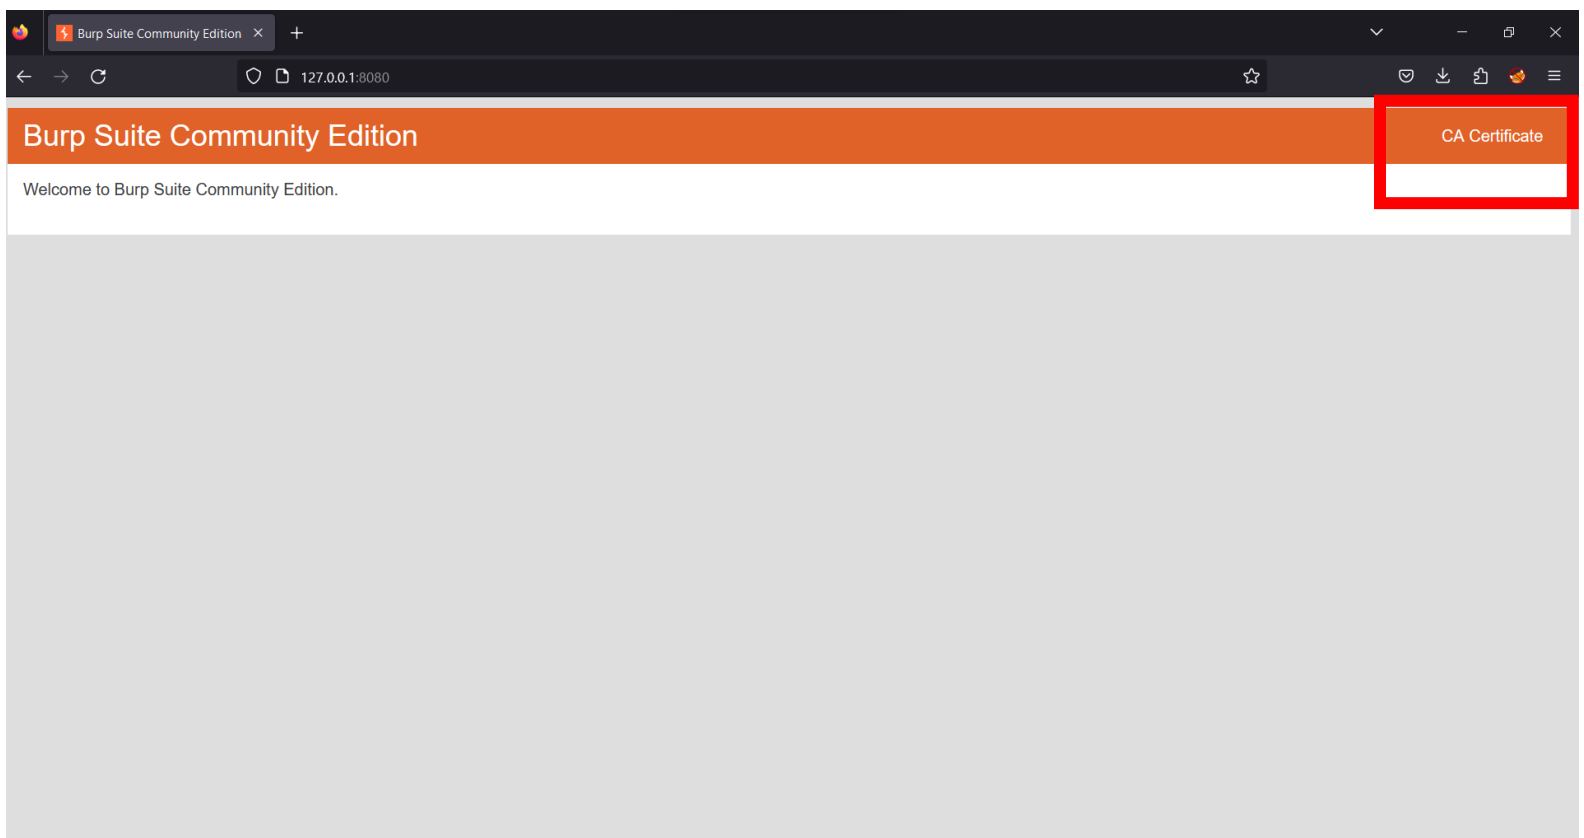 Burp Suite Community Edition
127.0.0.1:8080
Burp Suite Community Edition
CA Certificate
Welcome to Burp Suite Community Edition.